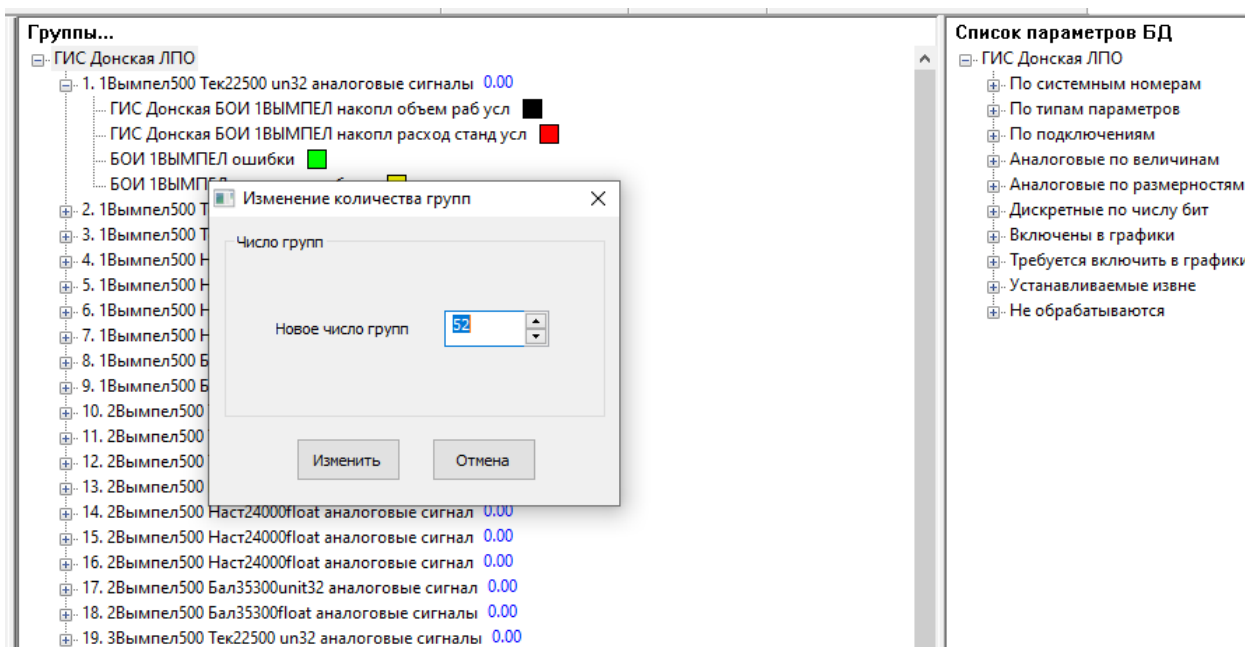 Группы...
ГИС Донская ЛПО
1. 1Вымпел500 Тек22500 un32 аналоговые сигналы 0.00
ГИС Донская БОИ 1ВЫМПЕЛ накопл объем раб усл
ГИС Донская БОИ 1ВЫМПЕЛ накопл расход станд усл
БОИ 1ВЫМПЕЛ ошибки
БОИ 1ВЫМП
2. 1Вымпел500 Т
3. 1Вымпел500 Т
4. 1Вымпел500 Н
5. 1Вымпел500 Н
6. 1Вымпел500 Н
7. 1Вымпел500 Н
8. 1Вымпел500 Б
9. 1Вымпел500 Б
10. 2Вымпел500
11. 2Вымпел500
12. 2Вымпел500
13. 2Вымпел500
14. 2Вымпел500 Наст24000float аналоговые сигнал 0.00
15. 2Вымпел500 Наст24000float аналоговые сигнал 0.00
16. 2Вымпел500 Наст24000float аналоговые сигнал 0.00
17. 2Вымпел500 Бал35300unit32 аналоговые сигнал 0.00
18. 2Вымпел500 Бал35300float аналоговые сигналы 0.00
19. 3Вымпел500 Тек22500 un32 аналоговые сигналы 0.00
Изменение количества групп
Число групп
Новое число групп 52
Изменить Отмена
Список параметров БД
ГИС Донская ЛПО
По системным номерам
По типам параметров
По подключениям
Аналоговые по величинам
Аналоговые по размерностям
Дискретные по числу бит
Включены в графики
Требуется включить в графики
Устанавливаемые извне
Не обрабатываются